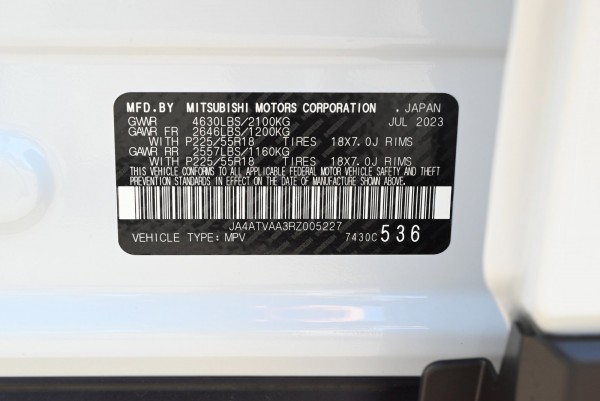 MFD.BY MITSUBISHI MOTORS CORPORATION . JAPAN
GVWR 4630LBS/2100KG JUL 2023
GAWR FR 2646LBS/1200KG
WITH P225/55R18 TIRES 18X7.0J RIMS
GAWR RR 2557LBS/1160KG
WITH P225/55R18 TIRES 18X7.0J RIMS
THIS VEHICLE CONFORMS TO ALL APPLICABLE FEDERAL MOTOR VEHICLE SAFETY AND THEFT
PREVENTION STANDARDS IN EFFECT ON THE DATE OF MANUFACTURE SHOWN ABOVE.
JA4ATVAA3RZ005227
VEHICLE TYPE: MPV 7430C 536